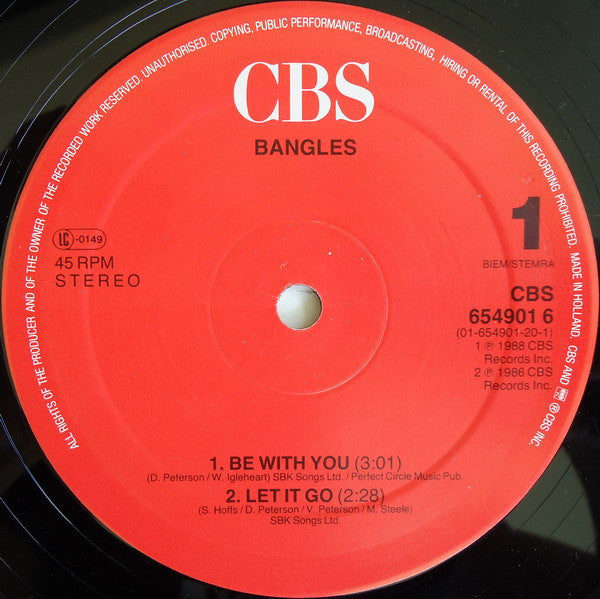 ALL RIGHTS OF THE PRODUCER AND OF THE OWNER OF THE RECORDED WORK RESERVED. UNAUTHORISED. COPYING, PUBLIC PERFORMANCE, BROADCASTING, HIRING OR RENTAL OF THIS RECORDING PROHIBITED. MADE IN HOLLAND. CBS AND ® © CBS INC.
CBS
BANGLES
LC-0149
45 RPM
STEREO
1
BIEM/STEMRA
CBS
654901 6
(01-654901-20-1)
1 ℗ 1988 CBS
Records Inc.
2 ℗ 1986 CBS
Records Inc.
1. BE WITH YOU (3:01)
(D. Peterson / W. Igleheart) SBK Songs Ltd. / Perfect Circle Music Pub.
2. LET IT GO (2:28)
(S. Hoffs / D. Peterson / V. Peterson / M. Steele)
SBK Songs Ltd.